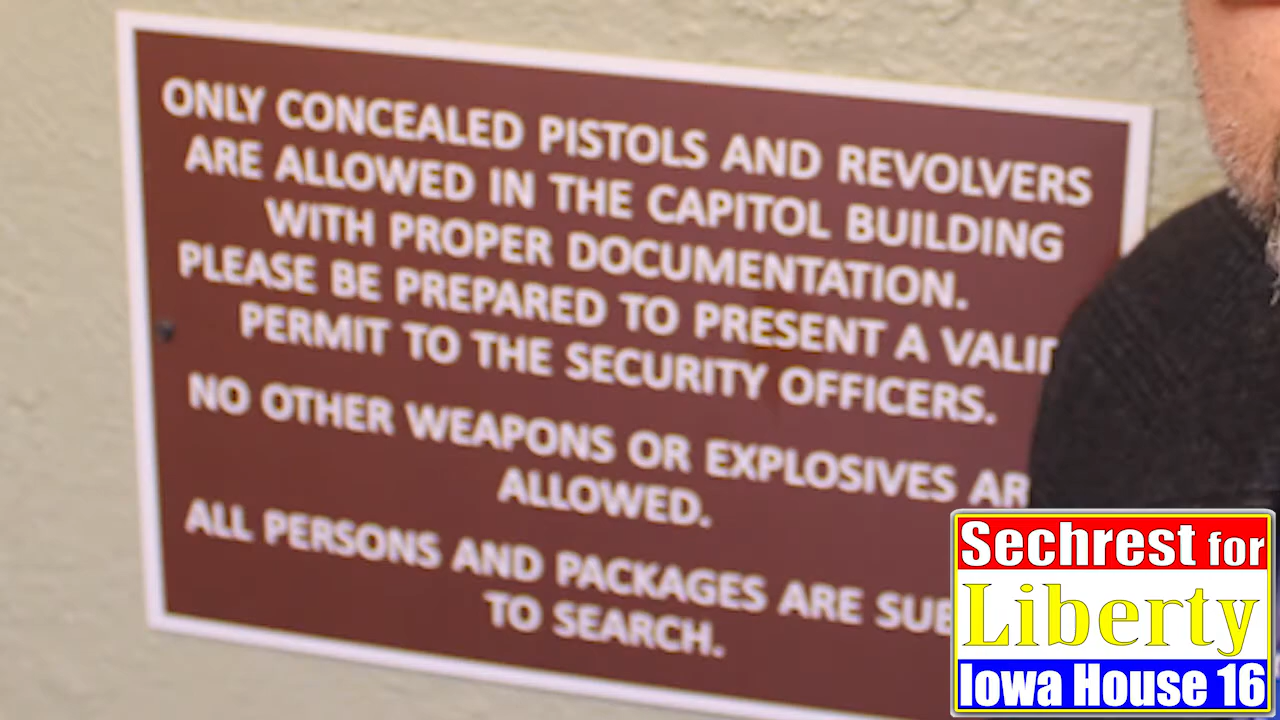 ONLY CONCEALED PISTOLS AND REVOLVERS
ARE ALLOWED IN THE CAPITOL BUILDING
WITH PROPER DOCUMENTATION.
PLEASE BE PREPARED TO PRESENT A VALID
PERMIT TO THE SECURITY OFFICERS.
NO OTHER WEAPONS OR EXPLOSIVES AR
ALLOWED.
ALL PERSONS AND PACKAGES ARE SUB
TO SEARCH.
Sechrest for
Liberty
Iowa House 16